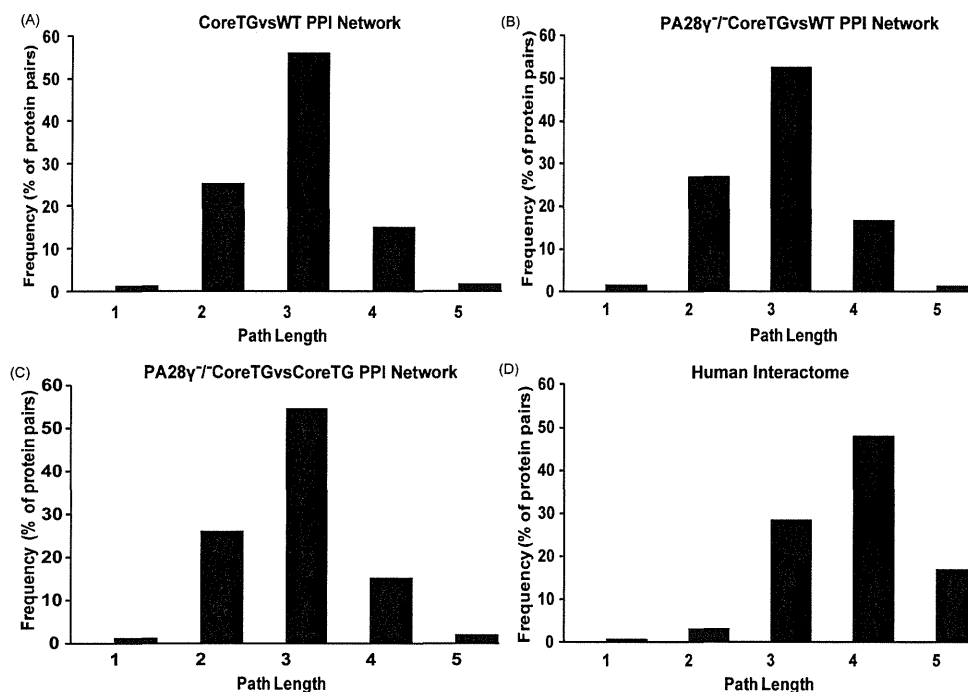 (A)
CoreTGvsWT PPI Network
Frequency (% of protein pairs)
60
50
40
30
20
10
0
1 2 3 4 5
Path Length
(B)
PA28γ⁻/⁻CoreTGvsWT PPI Network
Frequency (% of protein pairs)
60
50
40
30
20
10
0
1 2 3 4 5
Path Length
(C)
PA28γ⁻/⁻CoreTGvsCoreTG PPI Network
Frequency (% of protein pairs)
60
50
40
30
20
10
0
1 2 3 4 5
Path Length
(D)
Human Interactome
Frequency (% of protein pairs)
60
50
40
30
20
10
0
1 2 3 4 5
Path Length